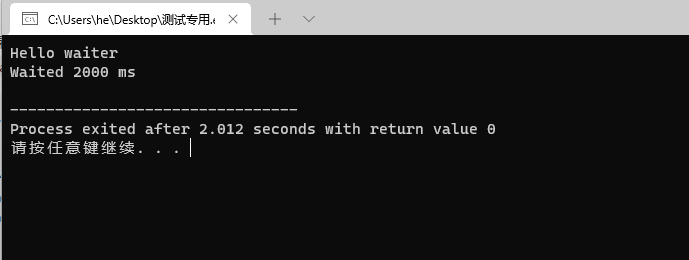 C:\Users\he\Desktop\测试专用.e
Hello waiter
Waited 2000 ms
--------------------------------
Process exited after 2.012 seconds with return value 0
请按任意键继续. . .